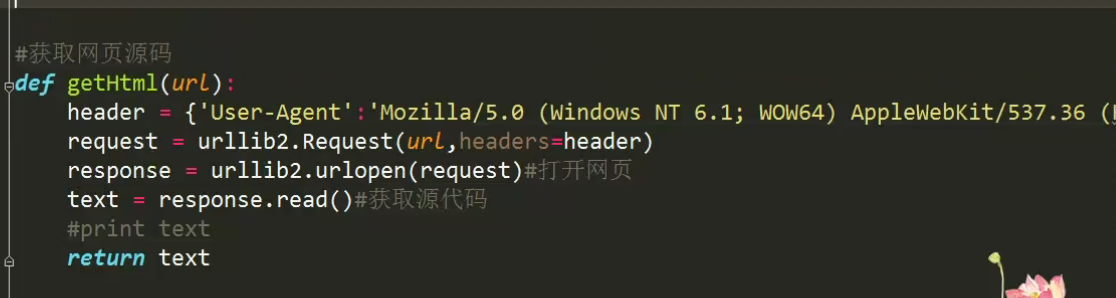 #获取网页源码
def getHtml(url):
header = {'User-Agent':'Mozilla/5.0 (Windows NT 6.1; WOW64) AppleWebKit/537.36 (
request = urllib2.Request(url,headers=header)
response = urllib2.urlopen(request)#打开网页
text = response.read()#获取源代码
#print text
return text